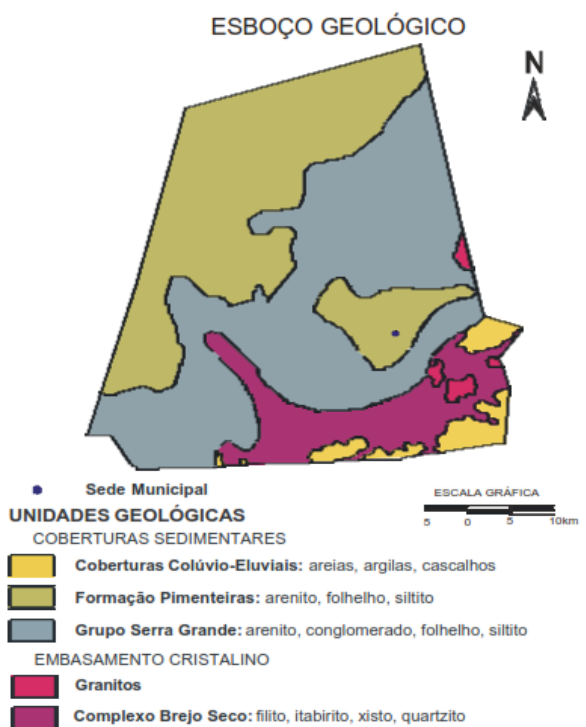 ESBOÇO GEOLÓGICO
N
Sede Municipal
ESCALA GRÁFICA
5 0 5 10km
UNIDADES GEOLÓGICAS
COBERTURAS SEDIMENTARES
Coberturas Colúvio-Eluviais: areias, argilas, cascalhos
Formação Pimenteiras: arenito, folhelho, siltito
Grupo Serra Grande: arenito, conglomerado, folhelho, siltito
EMBASAMENTO CRISTALINO
Granitos
Complexo Brejo Seco: filito, itabirito, xisto, quartzito